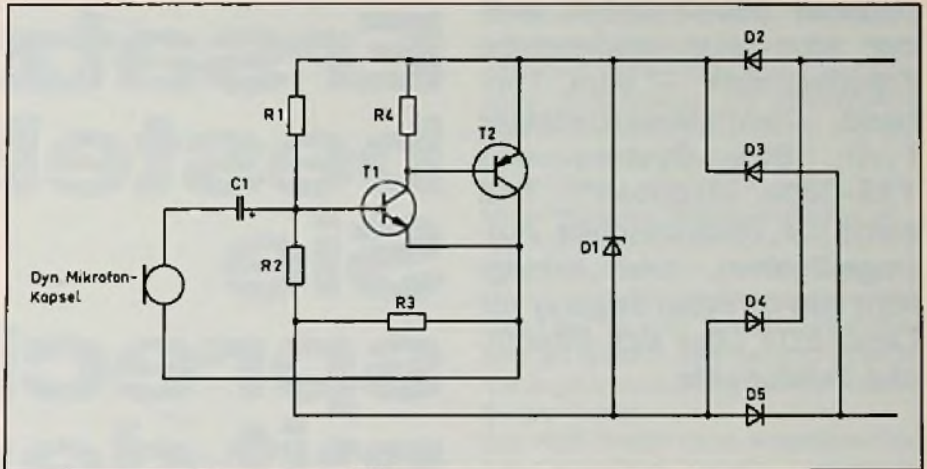 D2
R1
R4
D3
T2
T1
C1
+
R2
D1
Dyn Mikrofon-
Kapsel
R3
D4
D5